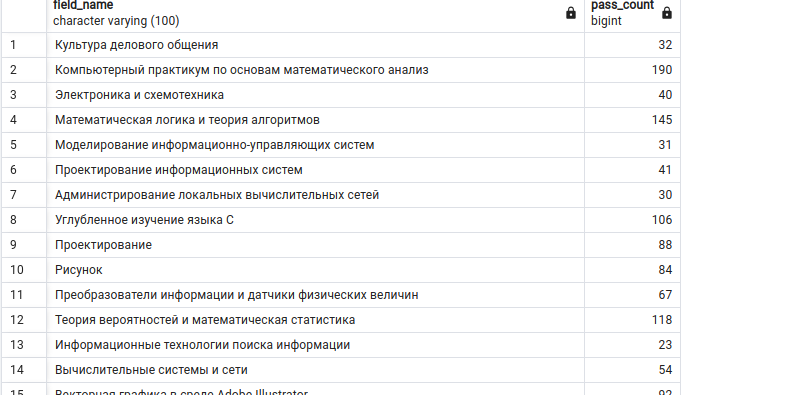 field_name pass_count
character varying (100) bigint
1 Культура делового общения 32
2 Компьютерный практикум по основам математического анализ 190
3 Электроника и схемотехника 40
4 Математическая логика и теория алгоритмов 145
5 Моделирование информационно-управляющих систем 31
6 Проектирование информационных систем 41
7 Администрирование локальных вычислительных сетей 30
8 Углубленное изучение языка С 106
9 Проектирование 88
10 Рисунок 84
11 Преобразователи информации и датчики физических величин 67
12 Теория вероятностей и математическая статистика 118
13 Информационные технологии поиска информации 23
14 Вычислительные системы и сети 54
15 Векторная графика в среде Adobe Illustrator 92